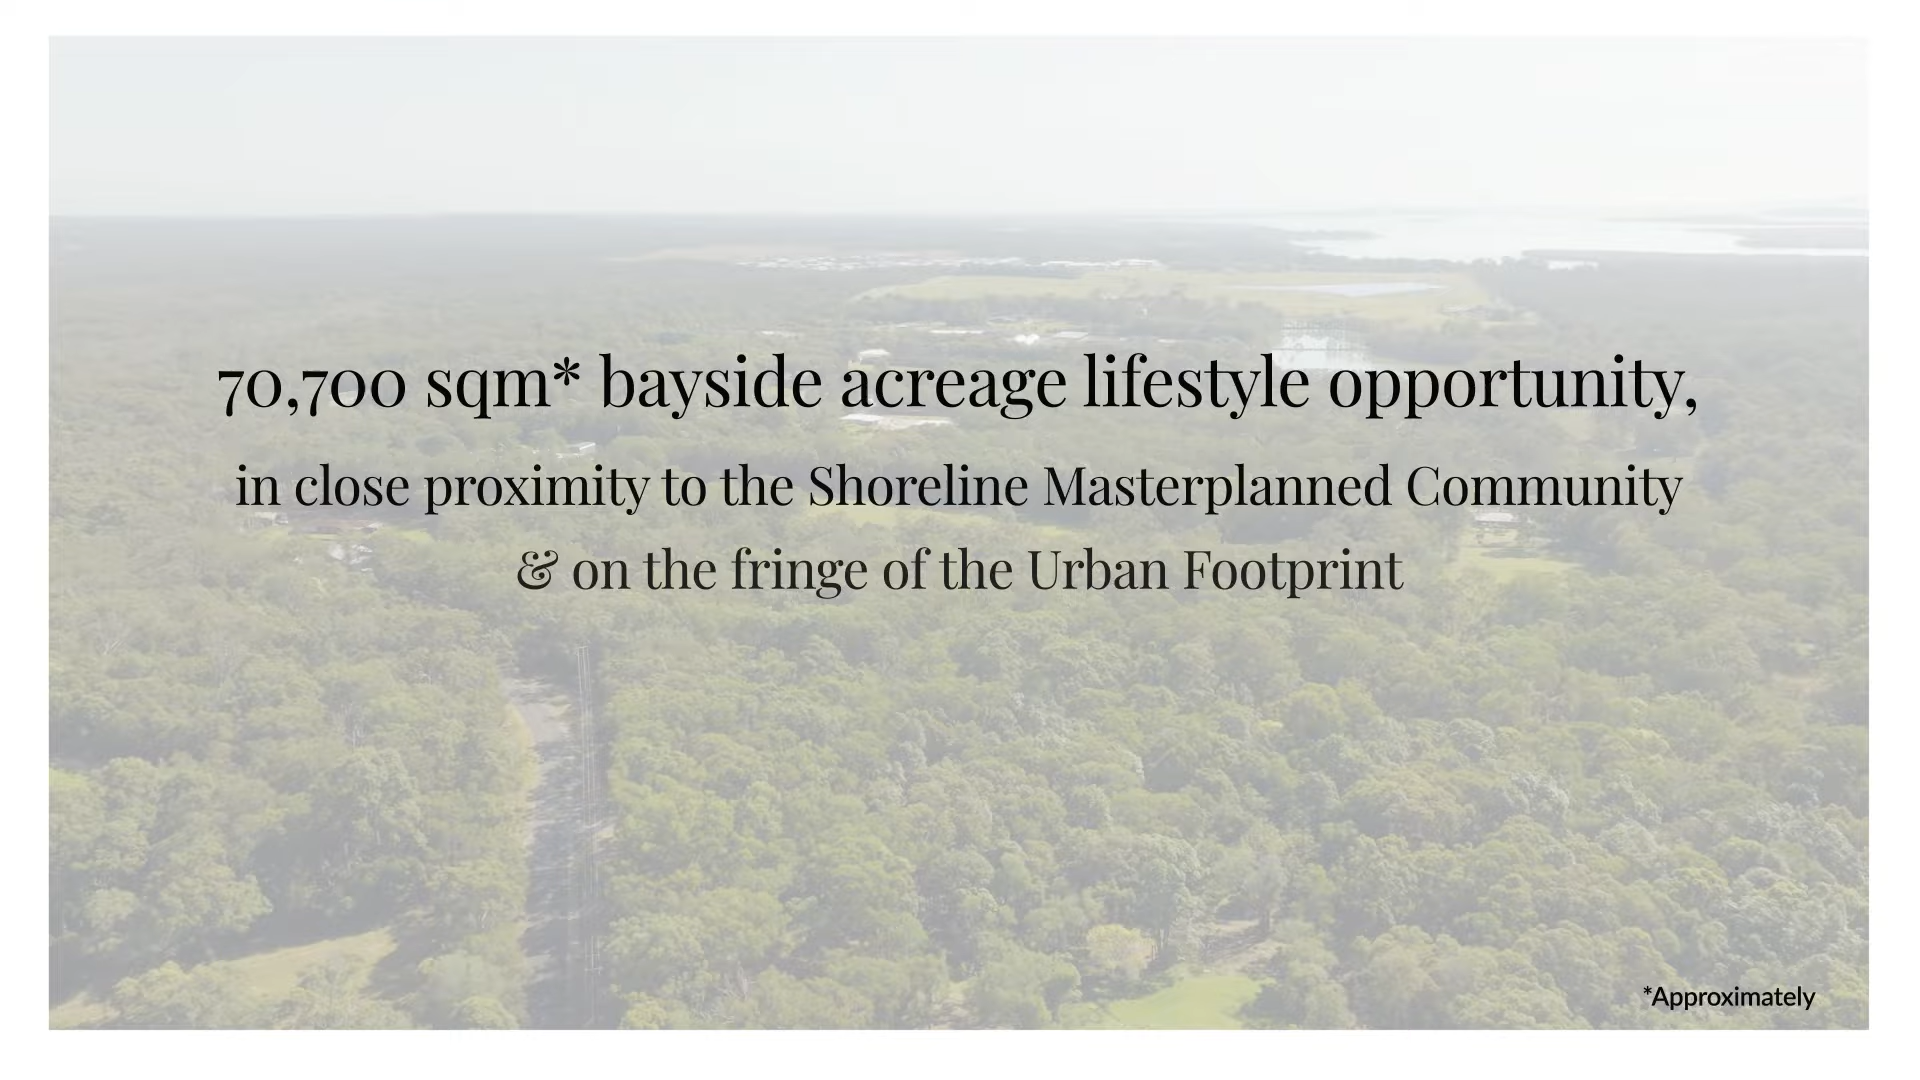 70,700 sqm* bayside acreage lifestyle opportunity,
in close proximity to the Shoreline Masterplanned Community
& on the fringe of the Urban Footprint
*Approximately